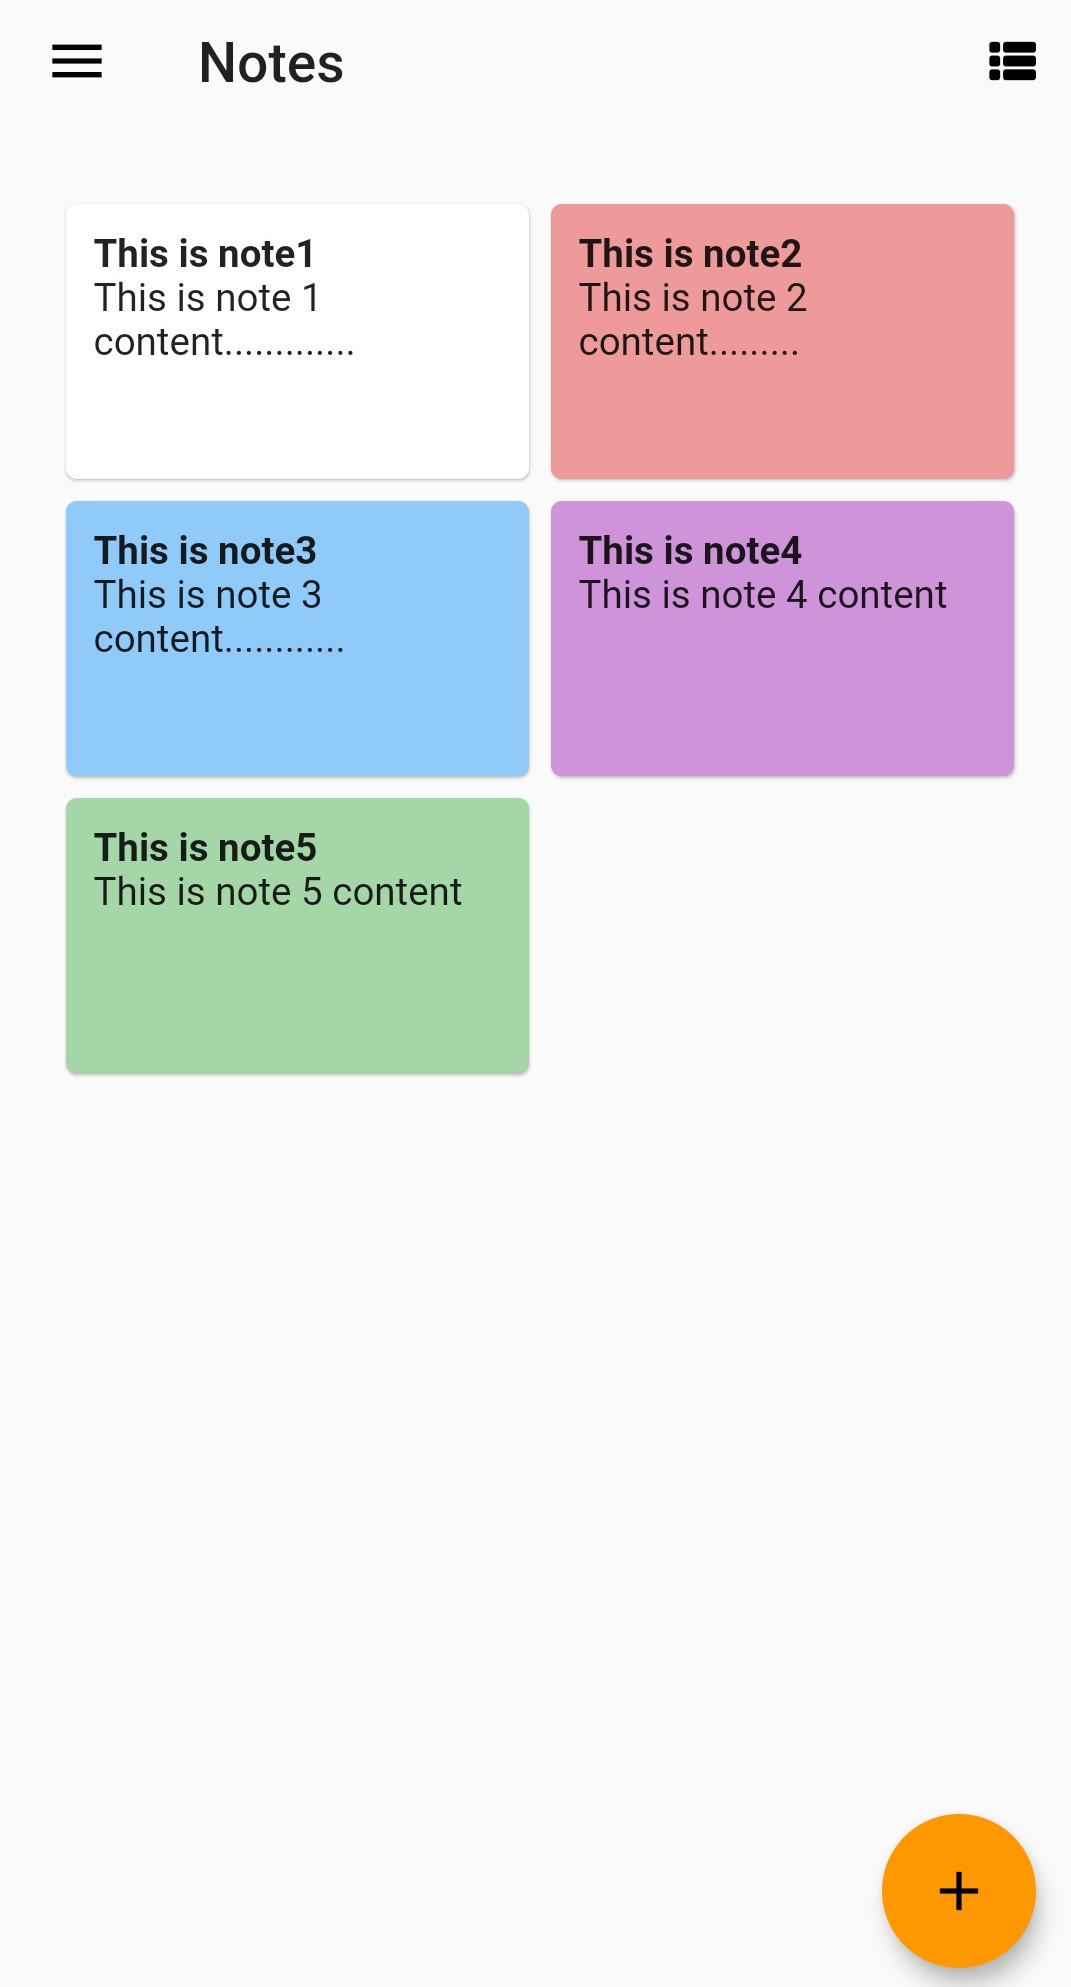 Notes
This is note1
This is note 1
content.............
This is note2
This is note 2
content.........
This is note3
This is note 3
content............
This is note4
This is note 4 content
This is note5
This is note 5 content